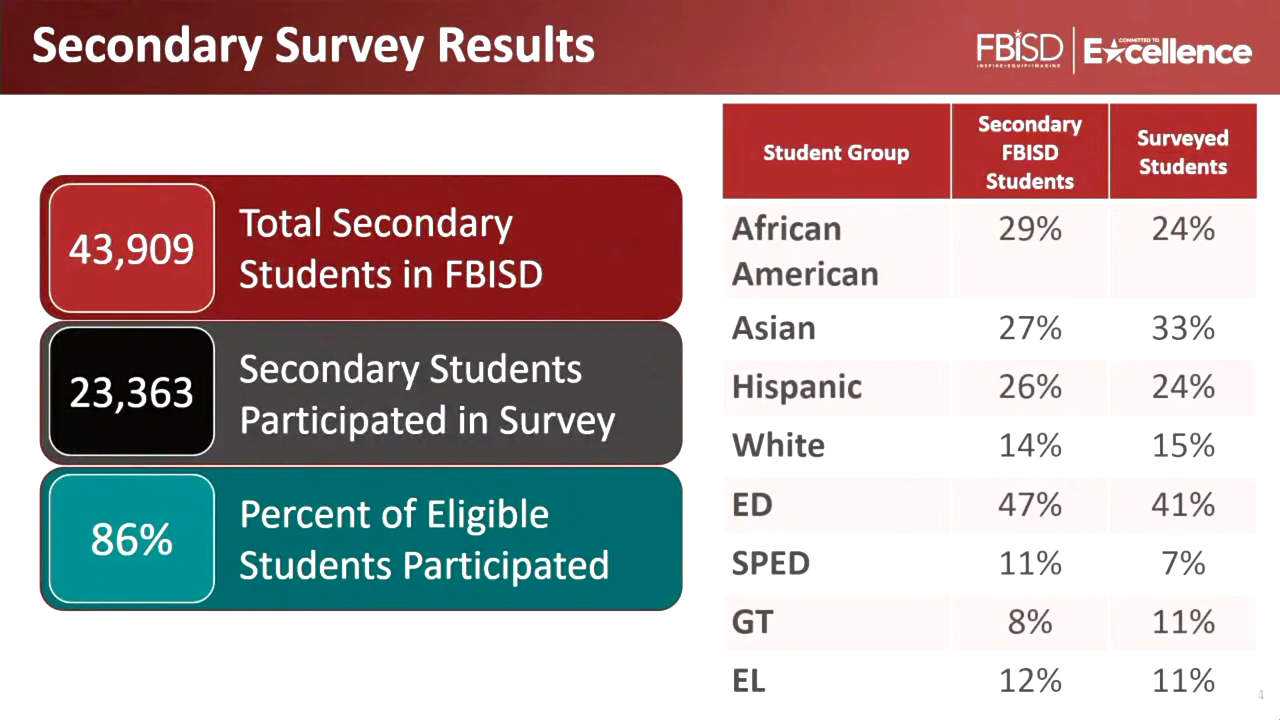 Secondary Survey Results
FBISD
INSPIRE•EQUIP•IMAGINE
COMMITTED TO
Excellence
43,909
Total Secondary
Students in FBISD
23,363
Secondary Students
Participated in Survey
86%
Percent of Eligible
Students Participated
Student Group
Secondary
FBISD
Students
Surveyed
Students
African
American
29% 24%
Asian 27% 33%
Hispanic 26% 24%
White 14% 15%
ED 47% 41%
SPED 11% 7%
GT 8% 11%
EL 12% 11%
4